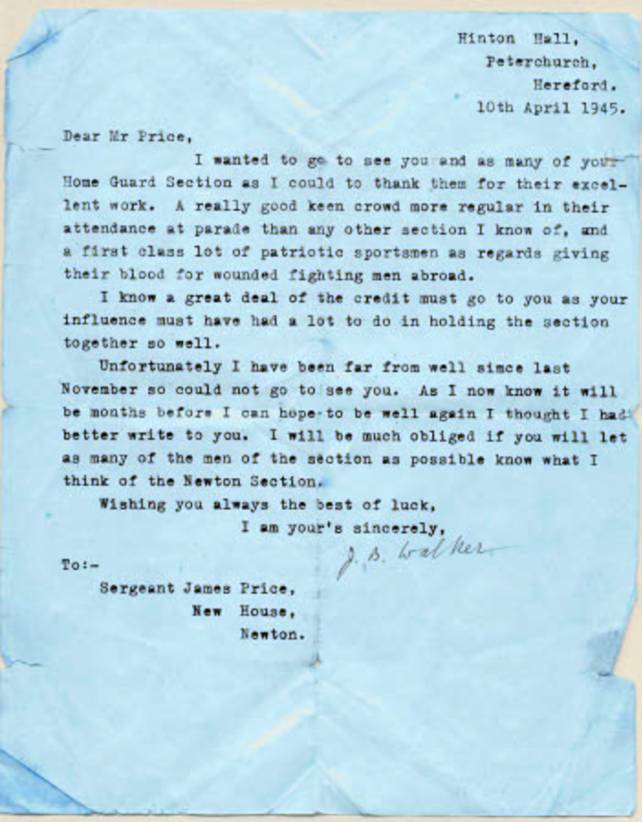 Hinton Hall,
Peterchurch,
Hereford.
10th April 1945.
Dear Mr Price,
I wanted to go to see you and as many of your
Home Guard Section as I could to thank them for their excel-
lent work. A really good keen crowd more regular in their
attendance at parade than any other section I know of, and
a first class lot of patriotic sportsmen as regards giving
their blood for wounded fighting men abroad.
I know a great deal of the credit must go to you as your
influence must have had a lot to do in holding the section
together so well.
Unfortunately I have been far from well since last
November so could not go to see you. As I now know it will
be months before I can hope to be well again I thought I had
better write to you. I will be much obliged if you will let
as many of the men of the section as possible know what I
think of the Newton Section.
Wishing you always the best of luck,
I am your's sincerely,
J. B. Walker
To:-
Sergeant James Price,
New House,
Newton.